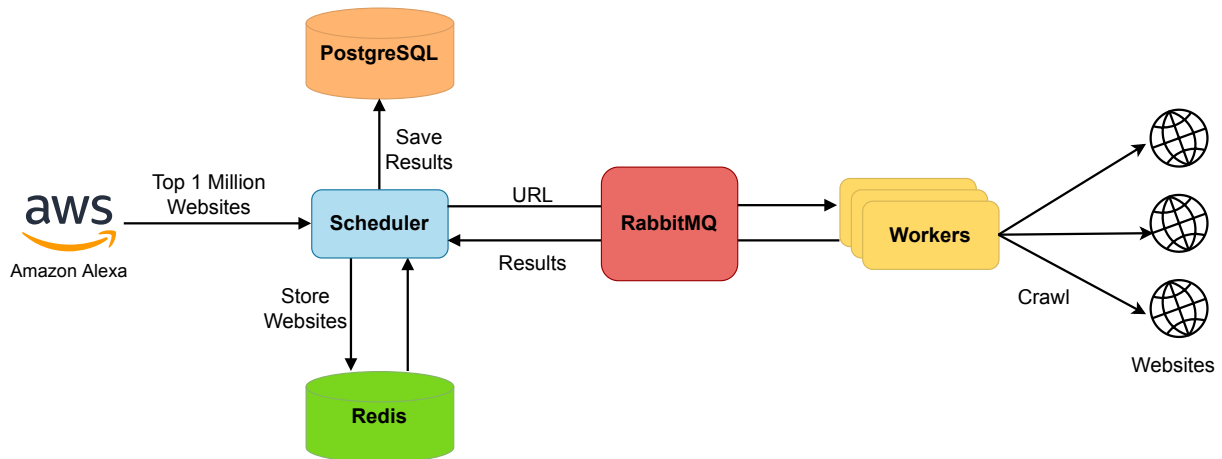 PostgreSQL
Save
Results
Top 1 Million
Websites
aws
Amazon Alexa
Scheduler
URL
Results
RabbitMQ
Workers
Crawl
Websites
Store
Websites
Redis